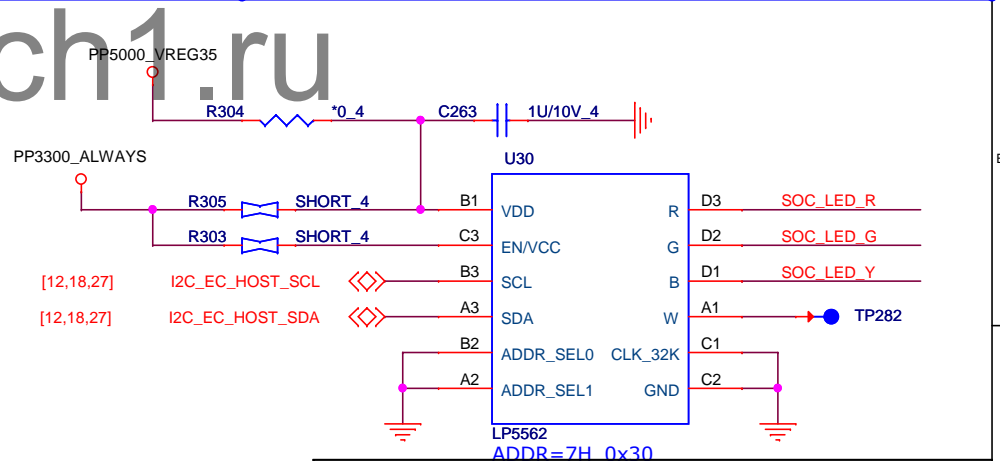 ch1.ru
PP5000_VREG35
R304 *0_4 C263 1U/10V_4
PP3300_ALWAYS
U30
R305 SHORT_4 B1 VDD R D3 SOC_LED_R
R303 SHORT_4 C3 EN/VCC G D2 SOC_LED_G
[12,18,27] I2C_EC_HOST_SCL B3 SCL B D1 SOC_LED_Y
[12,18,27] I2C_EC_HOST_SDA A3 SDA W A1 TP282
B2 ADDR_SEL0 CLK_32K C1
A2 ADDR_SEL1 GND C2
LP5562
ADDR=7H 0x30